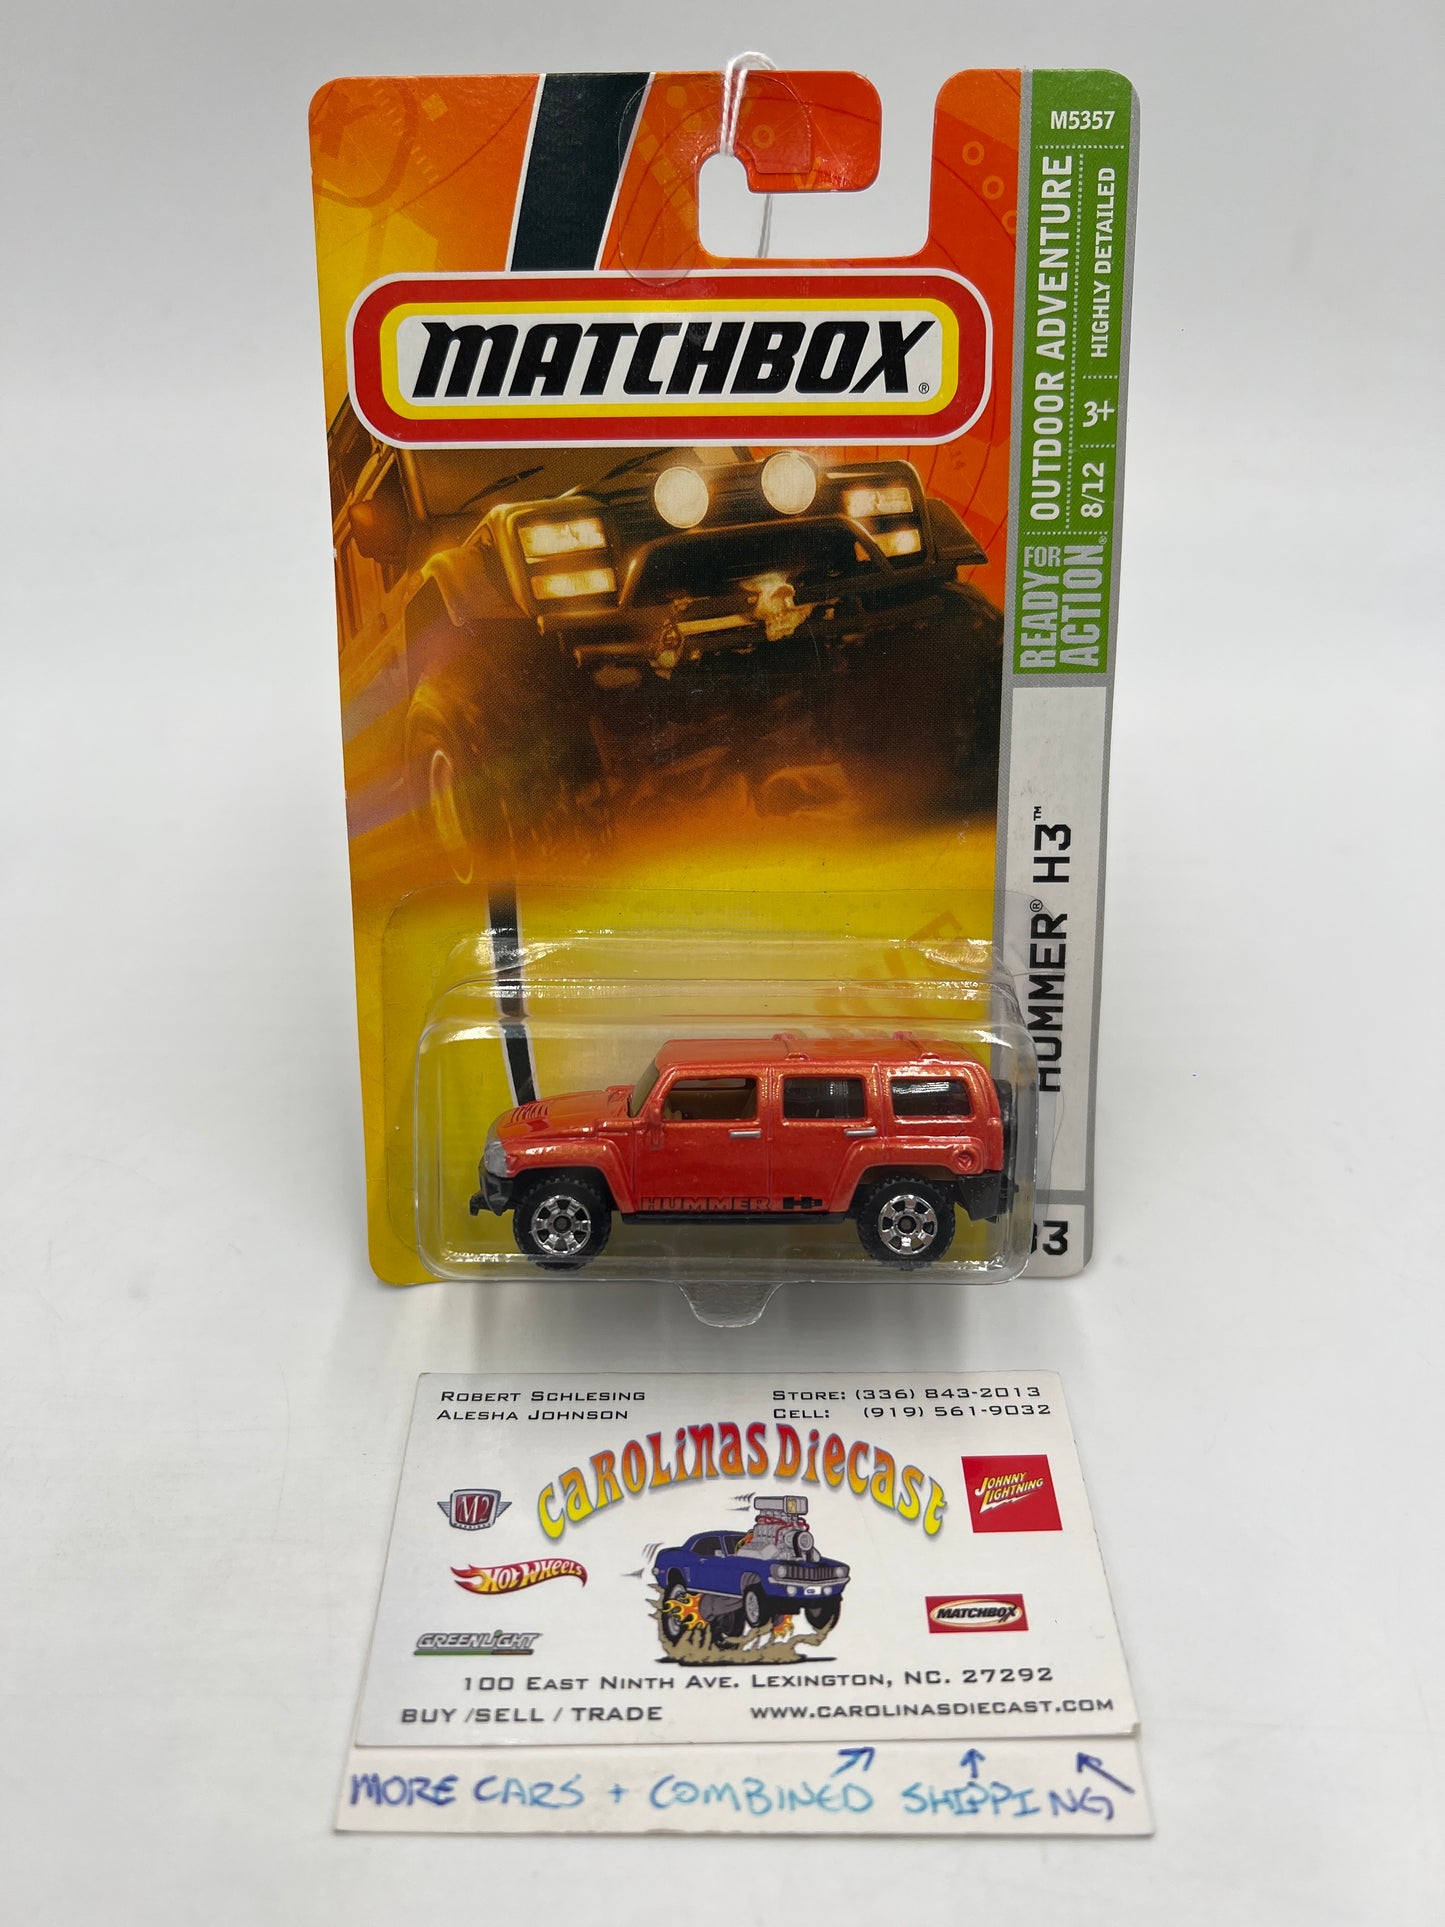 M5357
OUTDOOR ADVENTURE
HIGHLY DETAILED
8/12
3+
READY FOR ACTION®
MATCHBOX®
HUMMER® H3™
HUMMER H3
ROBERT SCHLESING
ALESHA JOHNSON
STORE: (336) 843-2013
CELL: (919) 561-9032
CAROLINAS DIECAST
M2
JOHNNY LIGHTNING
HOT WHEELS
MATCHBOX
GREENLIGHT
100 EAST NINTH AVE. LEXINGTON, NC. 27292
BUY /SELL / TRADE
WWW.CAROLINASDIECAST.COM
MORE CARS + COMBINED SHIPPING